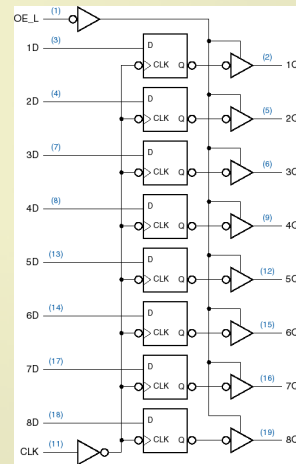 OE_L (1)
1D (3) D CLK Q (2) 1Q
2D (4) D CLK Q (5) 2Q
3D (7) D CLK Q (6) 3Q
4D (8) D CLK Q (9) 4Q
5D (13) D CLK Q (12) 5Q
6D (14) D CLK Q (15) 6Q
7D (17) D CLK Q (16) 7Q
8D (18) D CLK Q (19) 8Q
CLK (11)